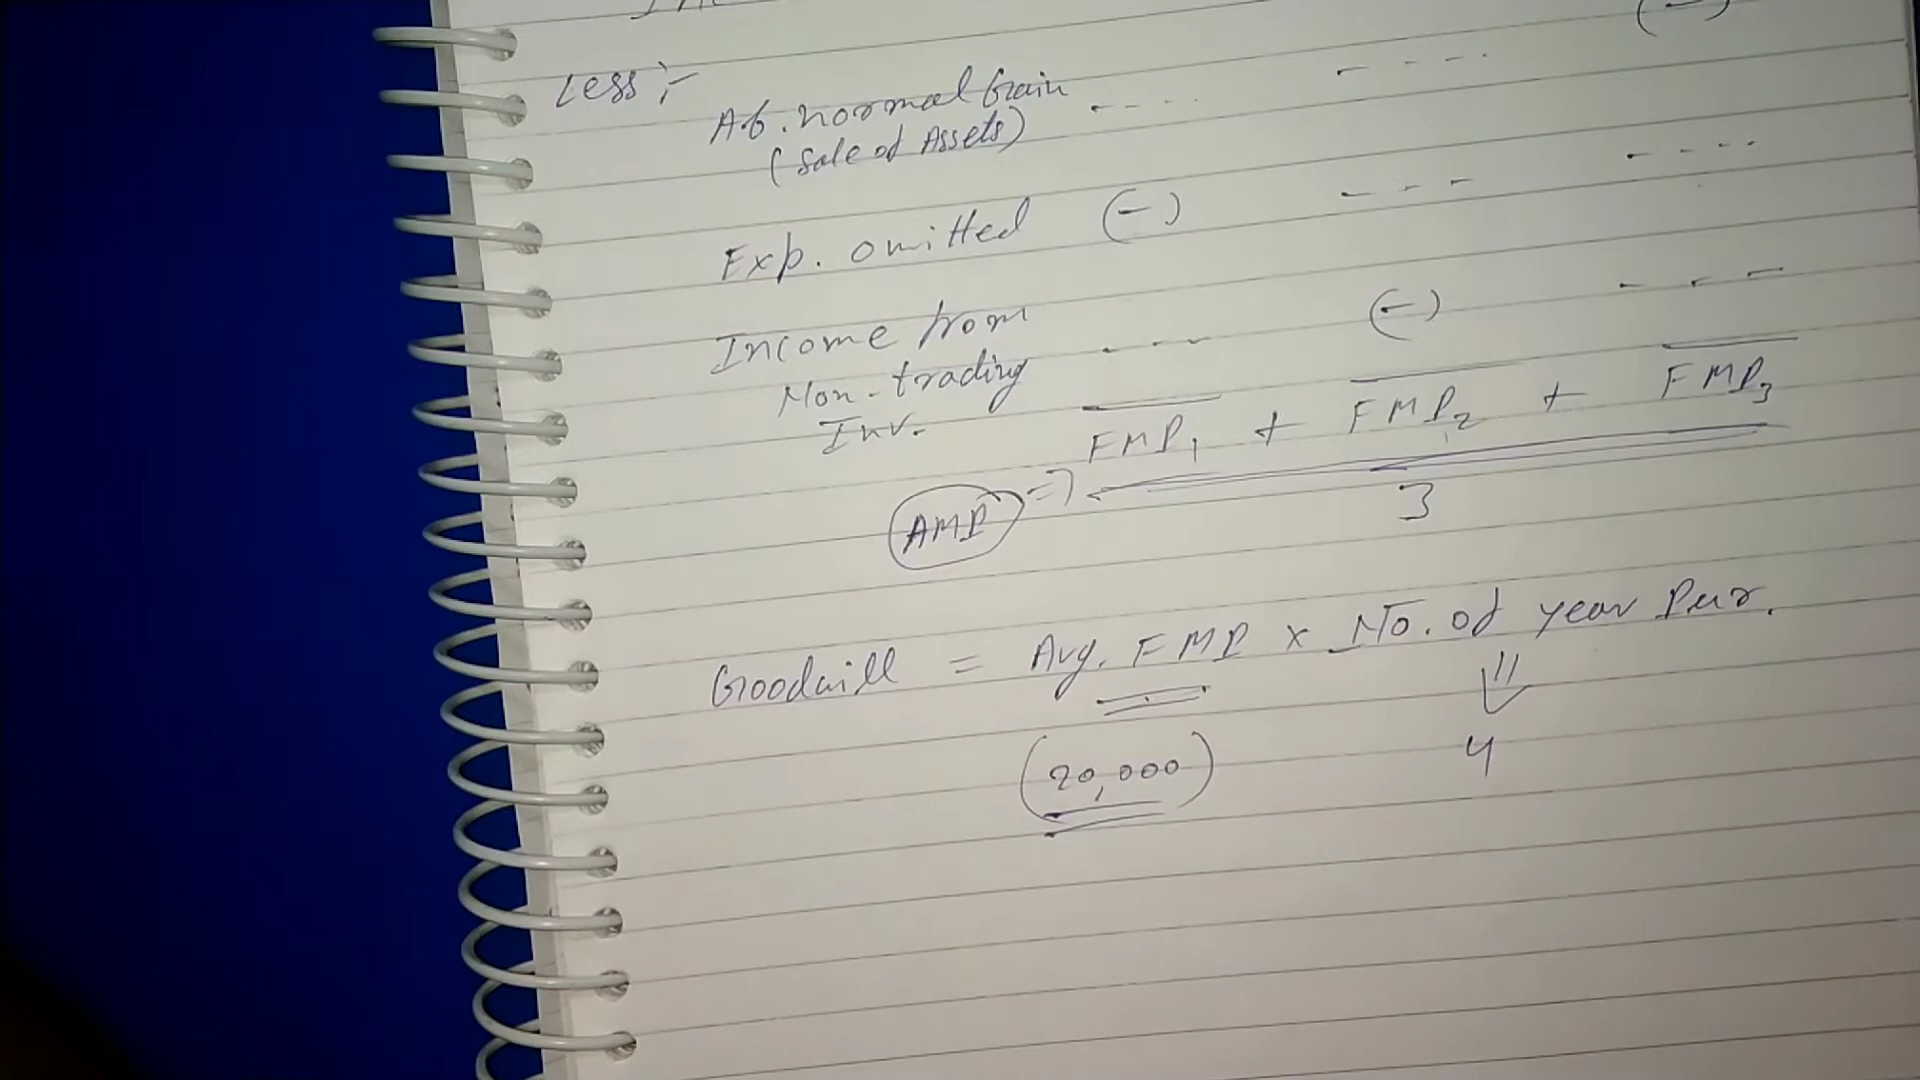 Less :-
Ab.normal Gain - - - - - - - -
(Sale of Assets)
Exp. omitted (-) - - - - - - -
Income from - - - (-) - - -
Non-trading
Inv.
FMP1 + FMP2 + FMP3
AMP =>
3
Goodwill = Avg. FMP x No. of year Pur.
(20,000) 4